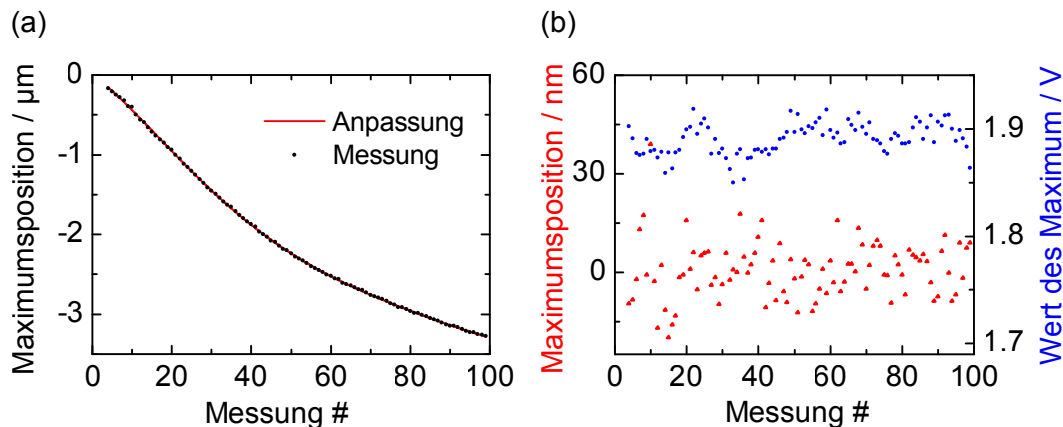 (a)
Maximumsposition / µm
0
-1
-2
-3
0 20 40 60 80 100
Messung #
Anpassung
Messung
(b)
Maximumsposition / nm
60
30
0
0 20 40 60 80 100
Messung #
1.9
1.8
1.7
Wert des Maximum / V